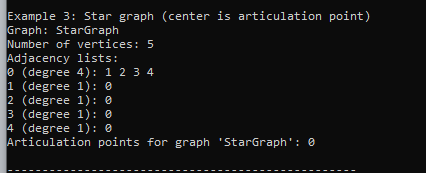 Example 3: Star graph (center is articulation point)
Graph: StarGraph
Number of vertices: 5
Adjacency lists:
0 (degree 4): 1 2 3 4
1 (degree 1): 0
2 (degree 1): 0
3 (degree 1): 0
4 (degree 1): 0
Articulation points for graph 'StarGraph': 0
--------------------------------------------------